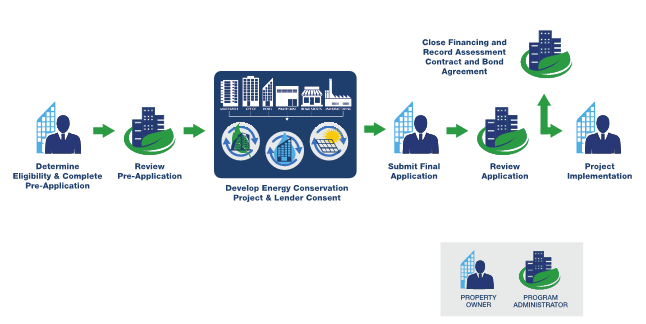 Close Financing and
Record Assessment
Contract and Bond
Agreement
Determine
Eligibility & Complete
Pre-Application
Review
Pre-Application
Develop Energy Conservation
Project & Lender Consent
Submit Final
Application
Review
Application
Project
Implementation
PROPERTY
OWNER
PROGRAM
ADMINISTRATOR